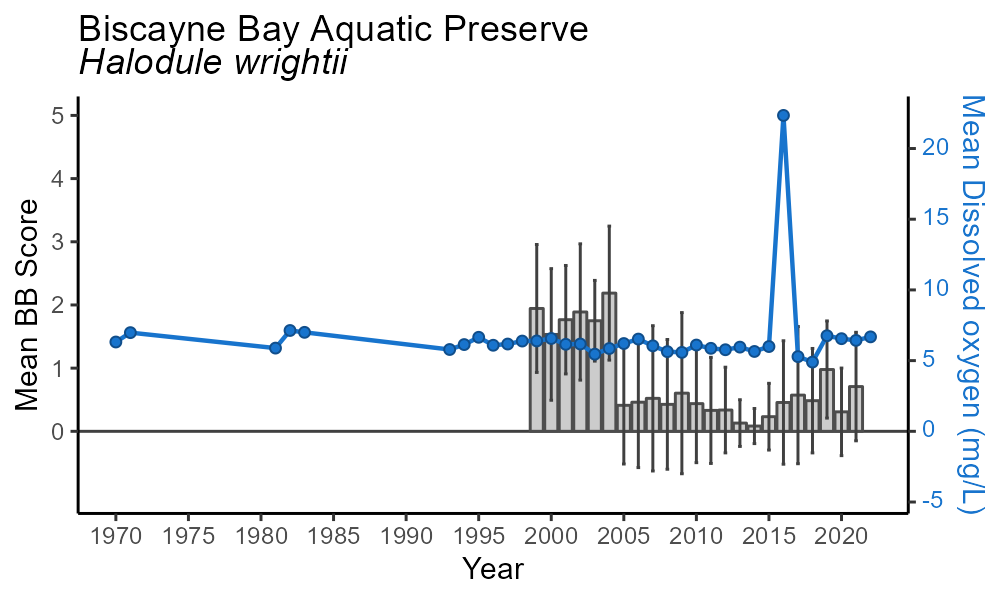 Biscayne Bay Aquatic Preserve
Halodule wrightii
Mean BB Score
5
4
3
2
1
0
Mean Dissolved oxygen (mg/L)
20
15
10
5
0
-5
1970 1975 1980 1985 1990 1995 2000 2005 2010 2015 2020
Year